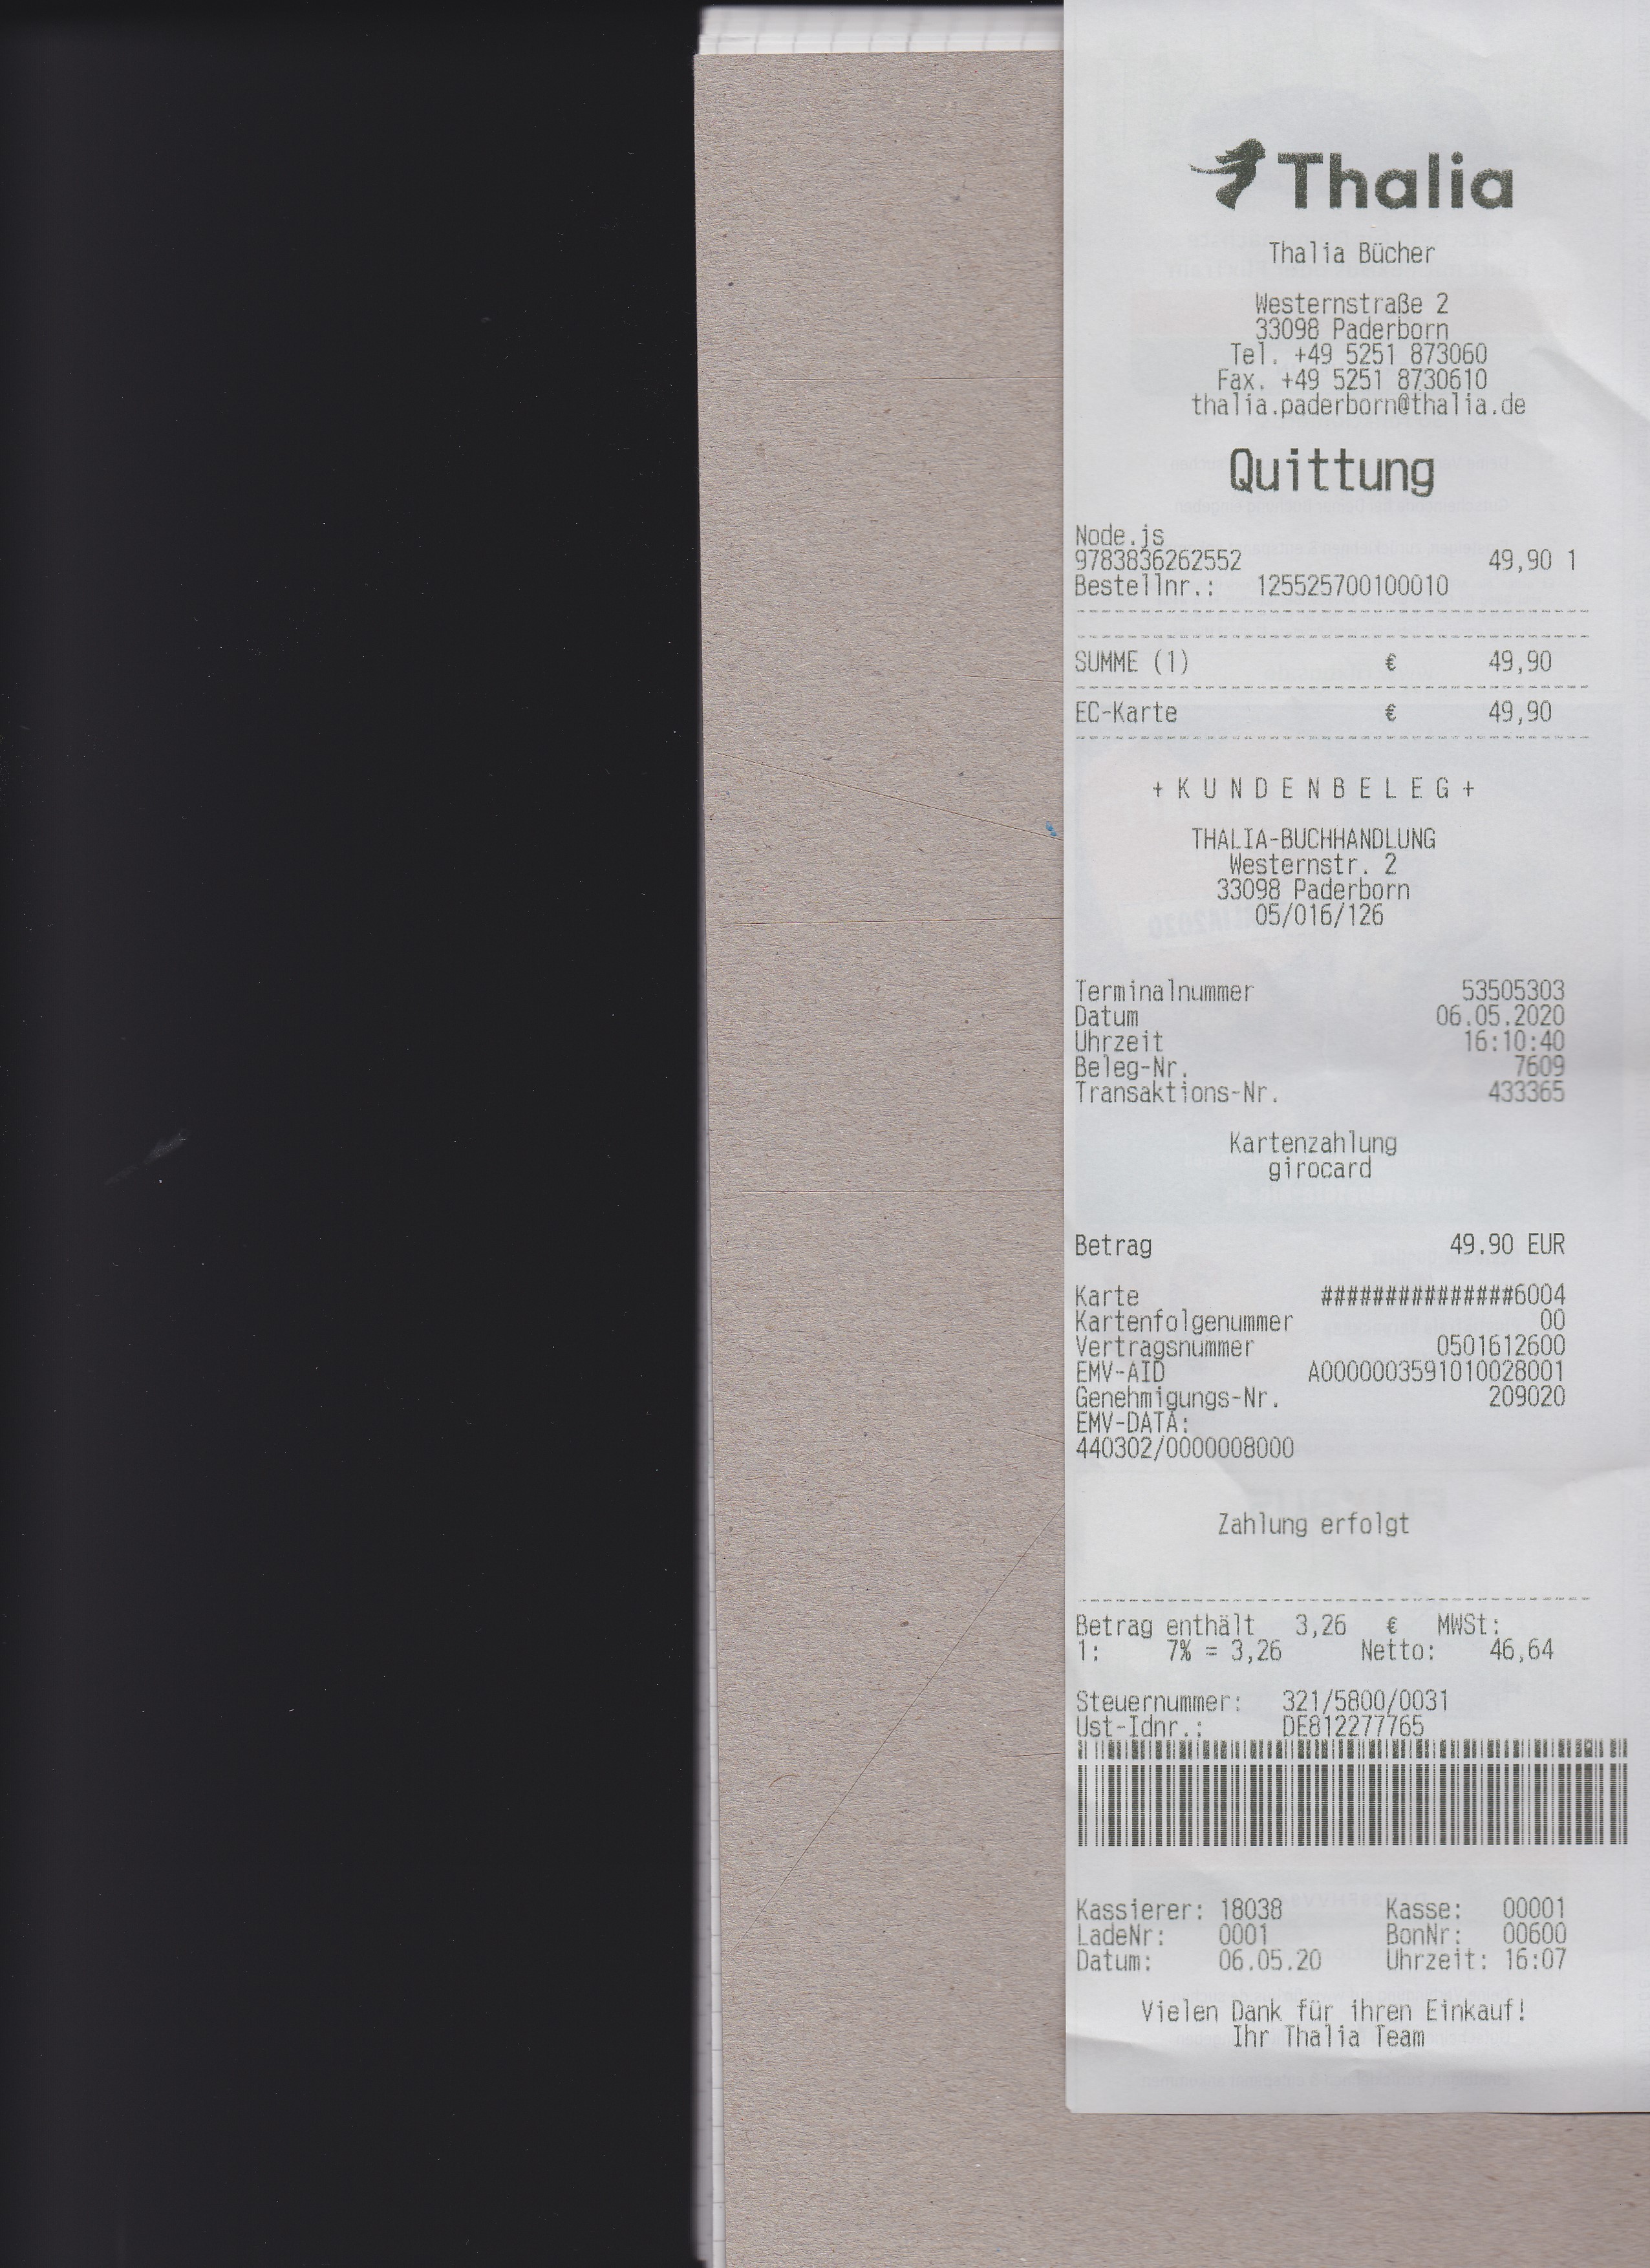 Thalia
Thalia Bücher
Westernstraße 2
33098 Paderborn
Tel. +49 5251 873060
Fax. +49 5251 8730610
thalia.paderborn@thalia.de
Quittung
Node.js
9783836262552 49,90 1
Bestellnr.: 125525700100010
SUMME (1) € 49,90
EC-Karte € 49,90
+ K U N D E N B E L E G +
THALIA-BUCHHANDLUNG
Westernstr. 2
33098 Paderborn
05/016/126
Terminalnummer 53505303
Datum 06.05.2020
Uhrzeit 16:10:40
Beleg-Nr. 7609
Transaktions-Nr. 433365
Kartenzahlung
girocard
Betrag 49.90 EUR
Karte ###############6004
Kartenfolgenummer 00
Vertragsnummer 0501612600
EMV-AID A0000003591010028001
Genehmigungs-Nr. 209020
EMV-DATA:
440302/0000008000
Zahlung erfolgt
Betrag enthält 3,26 € MWSt:
1: 7% = 3,26 Netto: 46,64
Steuernummer: 321/5800/0031
Ust-Idnr.: DE812277765
Kassierer: 18038 Kasse: 00001
LadeNr: 0001 BonNr: 00600
Datum: 06.05.20 Uhrzeit: 16:07
Vielen Dank für ihren Einkauf!
Ihr Thalia Team